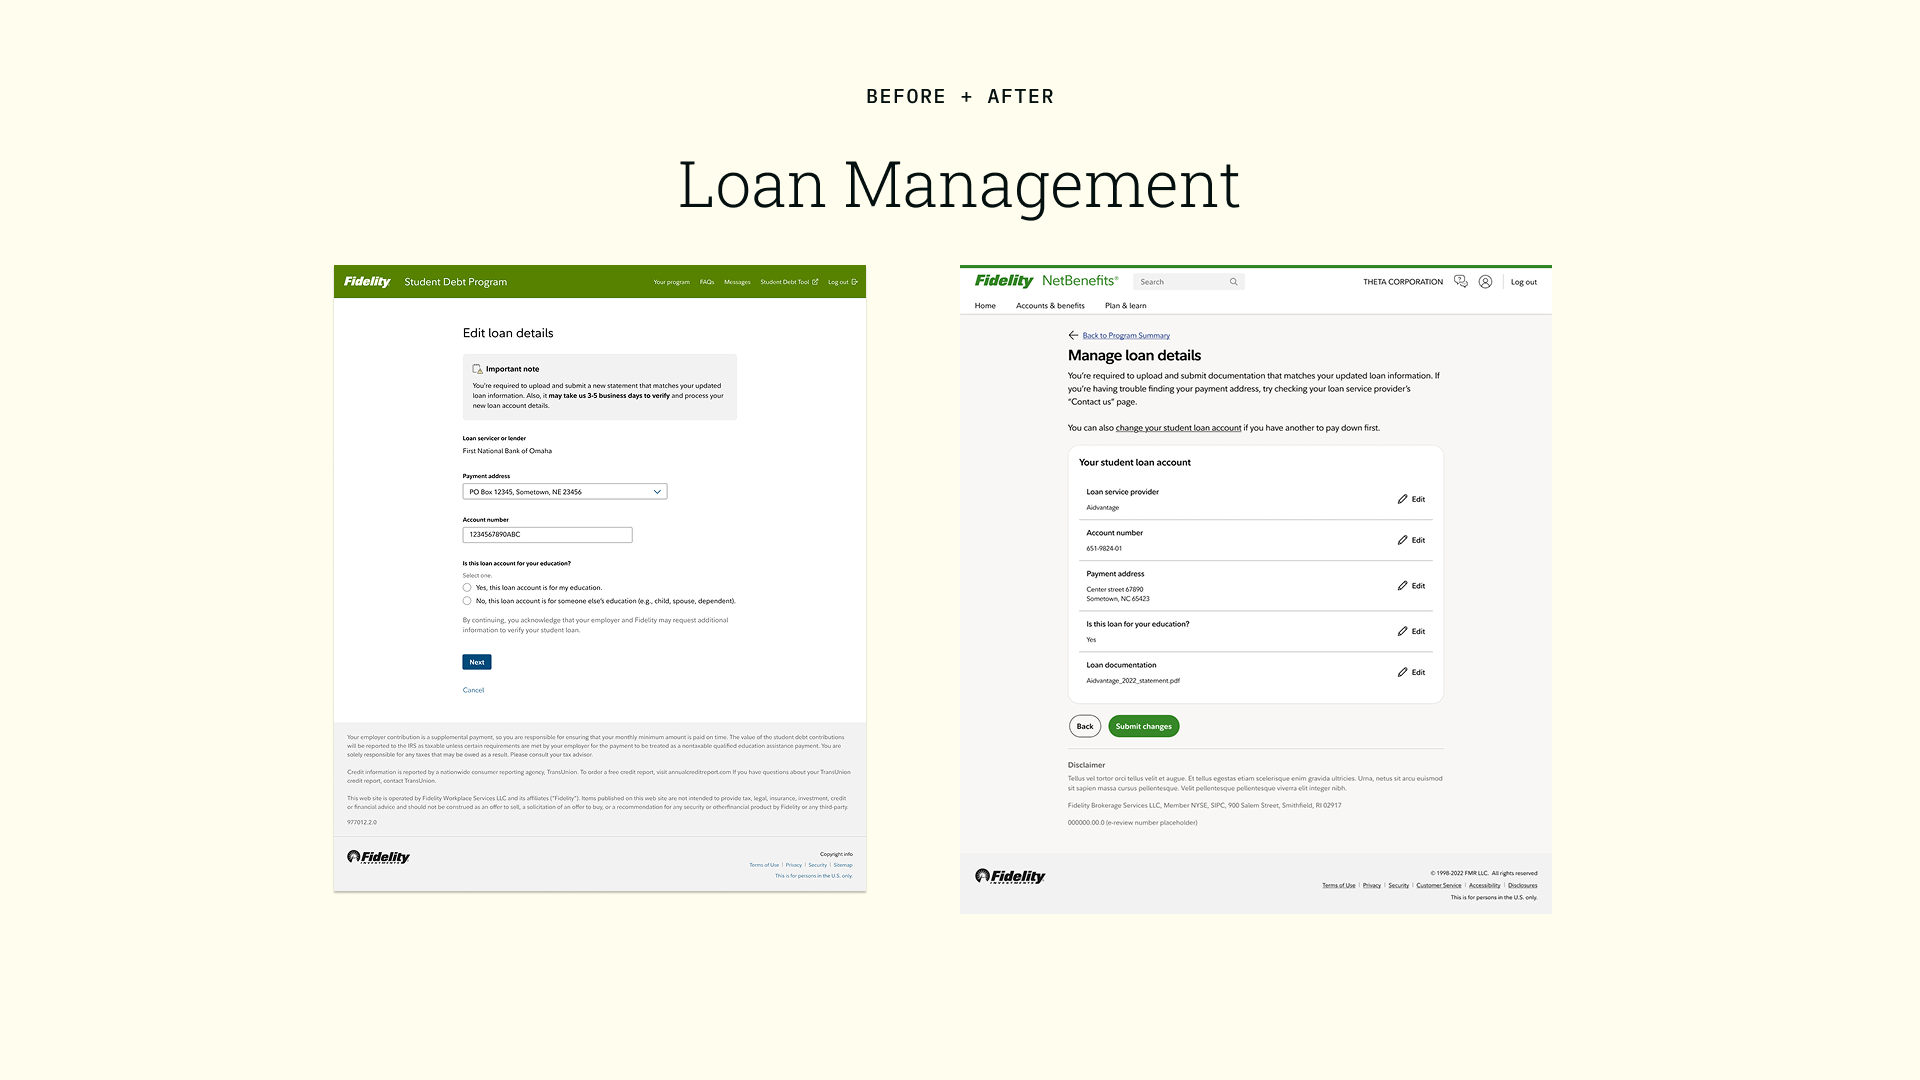 BEFORE + AFTER
Loan Management
Fidelity Student Debt Program Your program FAQs Messages Student Debt Tool Log out
Edit loan details
Important note
You're required to upload and submit a new statement that matches your updated
loan information. Also, it may take us 3-5 business days to verify and process your
new loan account details.
Loan servicer or lender
First National Bank of Omaha
Payment address
PO Box 12345, Sometown, NE 23456
Account number
1234567890ABC
Is this loan account for your education?
Select one.
Yes, this loan account is for my education.
No, this loan account is for someone else's education (e.g., child, spouse, dependent).
By continuing, you acknowledge that your employer and Fidelity may request additional
information to verify your student loan.
Next
Cancel
Your employer contribution is a supplemental payment, so you are responsible for ensuring that your monthly minimum amount is paid on time. The value of the student debt contributions
will be reported to the IRS as taxable unless certain requirements are met by your employer for the payment to be treated as a nontaxable qualified education assistance payment. You are
solely responsible for any taxes that may be owed as a result. Please consult your tax advisor.
Credit information is reported by a nationwide consumer reporting agency, TransUnion. To order a free credit report, visit annualcreditreport.com If you have questions about your TransUnion
credit report, contact TransUnion.
This web site is operated by Fidelity Workplace Services LLC and its affiliates ("Fidelity"). Items published on this web site are not intended to provide tax, legal, insurance, investment, credit
or financial advice and should not be construed as an offer to sell, a solicitation of an offer to buy, or a recommendation for any security or otherfinancial product by Fidelity or any third-party.
977012.2.0
Fidelity INVESTMENTS
Copyright info
Terms of Use | Privacy | Security | Sitemap
This is for persons in the U.S. only.
Fidelity NetBenefits® Search THETA CORPORATION ? Log out
Home Accounts & benefits Plan & learn
Back to Program Summary
Manage loan details
You're required to upload and submit documentation that matches your updated loan information. If
you're having trouble finding your payment address, try checking your loan service provider's
"Contact us" page.
You can also change your student loan account if you have another to pay down first.
Your student loan account
Loan service provider
Aidvantage
Edit
Account number
651-9824-01
Edit
Payment address
Center street 67890
Sometown, NC 65423
Edit
Is this loan for your education?
Yes
Edit
Loan documentation
Aidvantage_2022_statement.pdf
Edit
Back Submit changes
Disclaimer
Tellus vel tortor orci tellus velit et augue. Et tellus egestas etiam scelerisque enim gravida ultricies. Urna, netus sit arcu euismod
sit sapien massa cursus pellentesque. Velit pellentesque pellentesque viverra elit integer nibh.
Fidelity Brokerage Services LLC, Member NYSE, SIPC, 900 Salem Street, Smithfield, RI 02917
000000.00.0 (e-review number placeholder)
Fidelity INVESTMENTS
© 1998-2022 FMR LLC. All rights reserved
Terms of Use | Privacy | Security | Customer Service | Accessibility | Disclosures
This is for persons in the U.S. only.